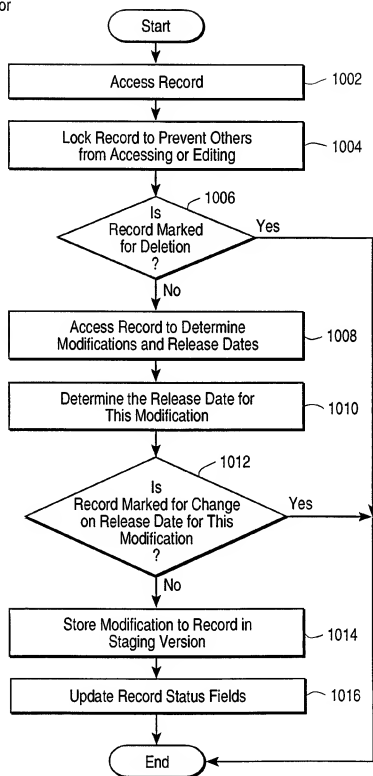 or
Start
Access Record
1002
Lock Record to Prevent Others
from Accessing or Editing
1004
1006
Is
Record Marked
for Deletion
?
Yes
No
Access Record to Determine
Modifications and Release Dates
1008
Determine the Release Date for
This Modification
1010
1012
Is
Record Marked for Change
on Release Date for This
Modification
?
Yes
No
Store Modification to Record in
Staging Version
1014
Update Record Status Fields
1016
End